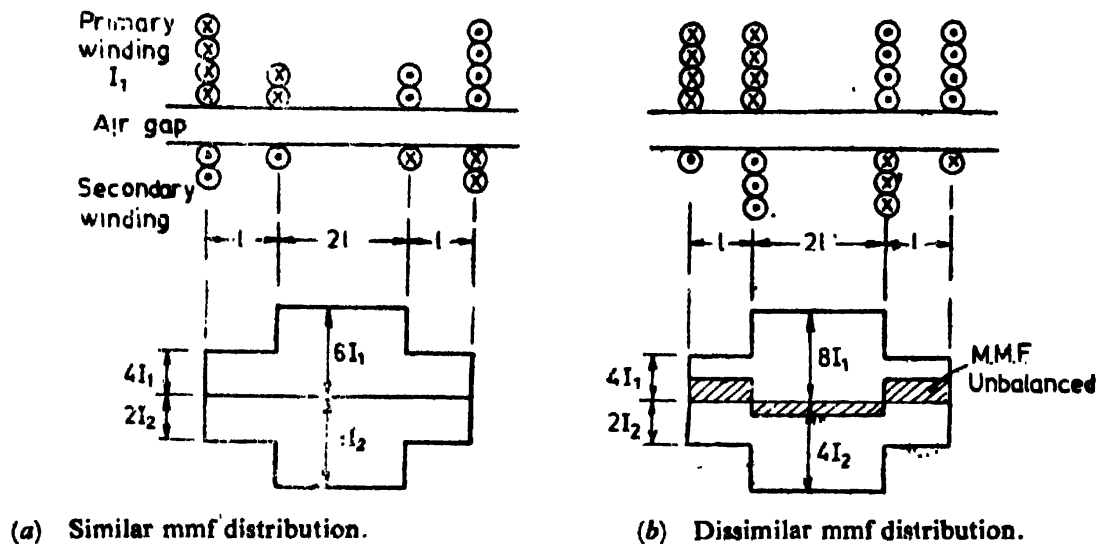 Primary
winding
I₁
Air gap
Secondary
winding
l 2l l
l 2l l
6I₁
4I₁
2I₂
I₂
8I₁
4I₁
2I₂
4I₂
M.M.F.
Unbalanced
(a) Similar mmf distribution.
(b) Dissimilar mmf distribution.